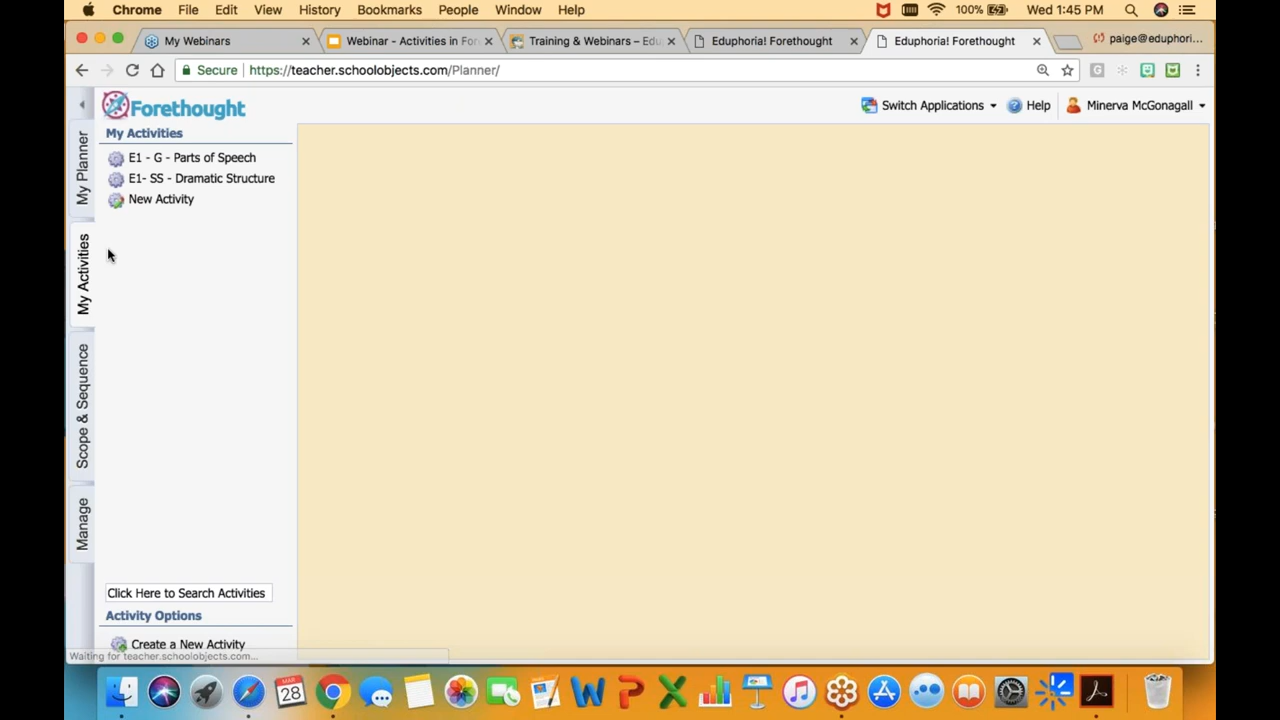 Chrome File Edit View History Bookmarks People Window Help 100% Wed 1:45 PM
My Webinars Webinar - Activities in For Training & Webinars – Edu Eduphoria! Forethought Eduphoria! Forethought paige@eduphori...
Secure https://teacher.schoolobjects.com/Planner/
Forethought Switch Applications Help Minerva McGonagall
My Planner
My Activities
Scope & Sequence
Manage
My Activities
E1 - G - Parts of Speech
E1- SS - Dramatic Structure
New Activity
Click Here to Search Activities
Activity Options
Create a New Activity
Waiting for teacher.schoolobjects.com...
MAR
28